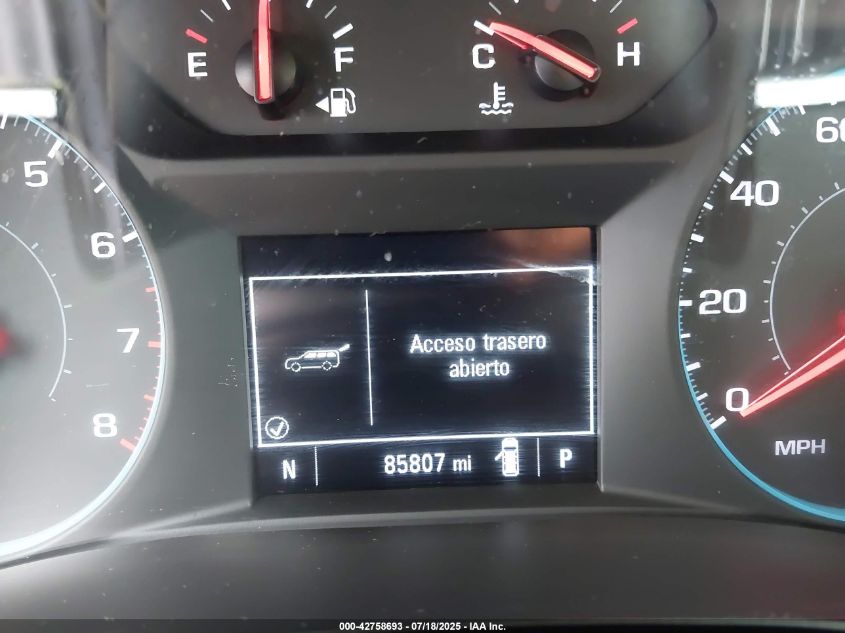 E
F
C
H
5
6
7
8
60
40
20
0
MPH
Acceso trasero
abierto
N
85807 mi
P
000-42758693 - 07/18/2025 - IAA Inc.